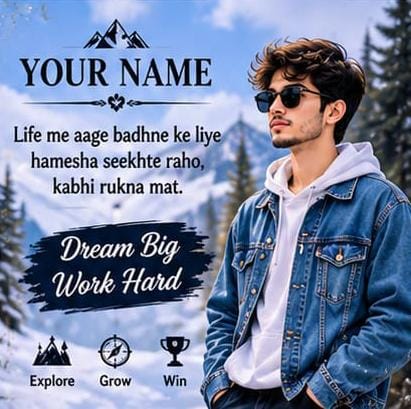 YOUR NAME
Life me aage badhne ke liye
hamesha seekhte raho,
kabhi rukna mat.
Dream Big
Work Hard
Explore Grow Win